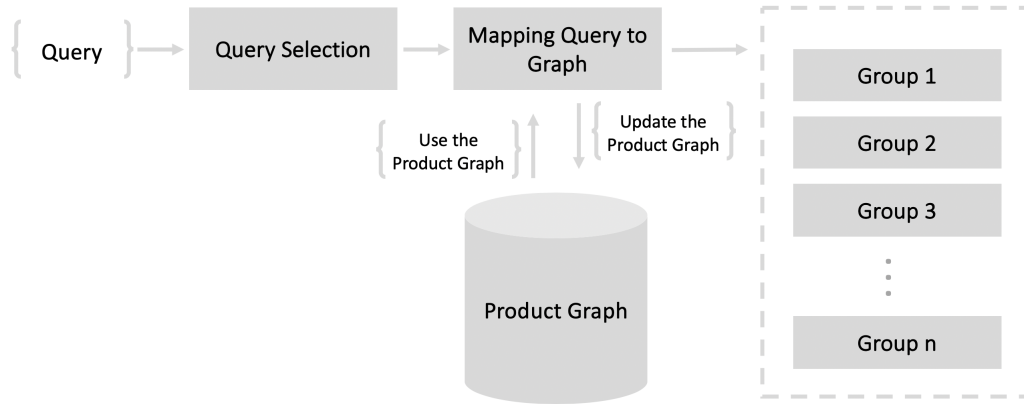 Query
Query Selection
Mapping Query to
Graph
Use the
Product Graph
Update the
Product Graph
Product Graph
Group 1
Group 2
Group 3
Group n